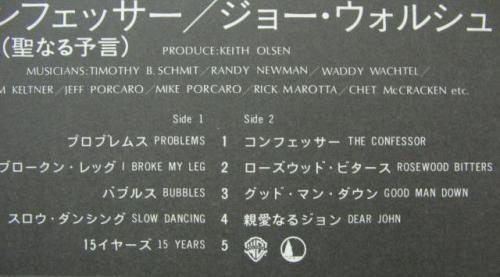 ンフェッサー／ジョー・ウォルシュ
(聖なる予言)
PRODUCE:KEITH OLSEN
MUSICIANS:TIMOTHY B. SCHMIT／RANDY NEWMAN／WADDY WACHTEL／
M KELTNER／JEFF PORCARO／MIKE PORCARO／RICK MAROTTA／CHET McCRACKEN etc.
Side 1 Side 2
プロブレムス PROBLEMS 1 コンフェッサー THE CONFESSOR
ブロークン・レッグ I BROKE MY LEG 2 ローズウッド・ビタース ROSEWOOD BITTERS
バブルス BUBBLES 3 グッド・マン・ダウン GOOD MAN DOWN
スロウ・ダンシング SLOW DANCING 4 親愛なるジョン DEAR JOHN
15イヤーズ 15 YEARS 5